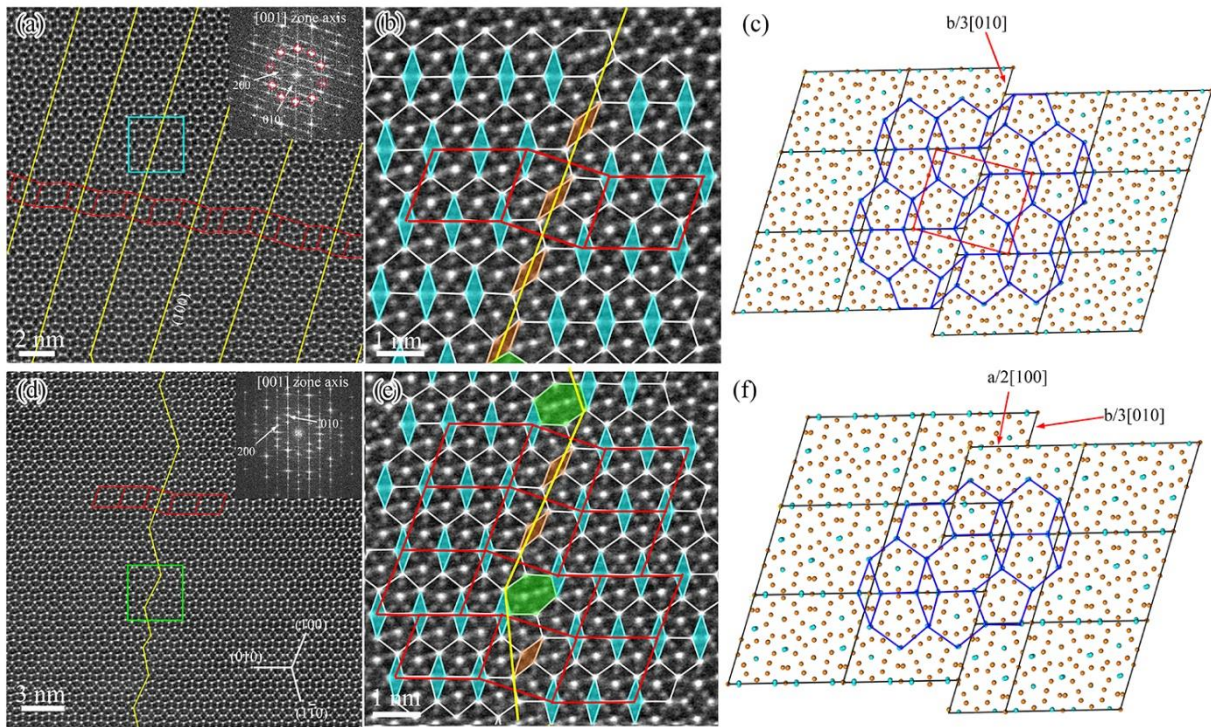 (a)
[001] zone axis
200
010
(100)
2 nm
(b)
1 nm
(c)
b/3[010]
(d)
[001] zone axis
010
200
(100)
(010)
(110)
3 nm
(e)
1 nm
(f)
a/2[100]
b/3[010]